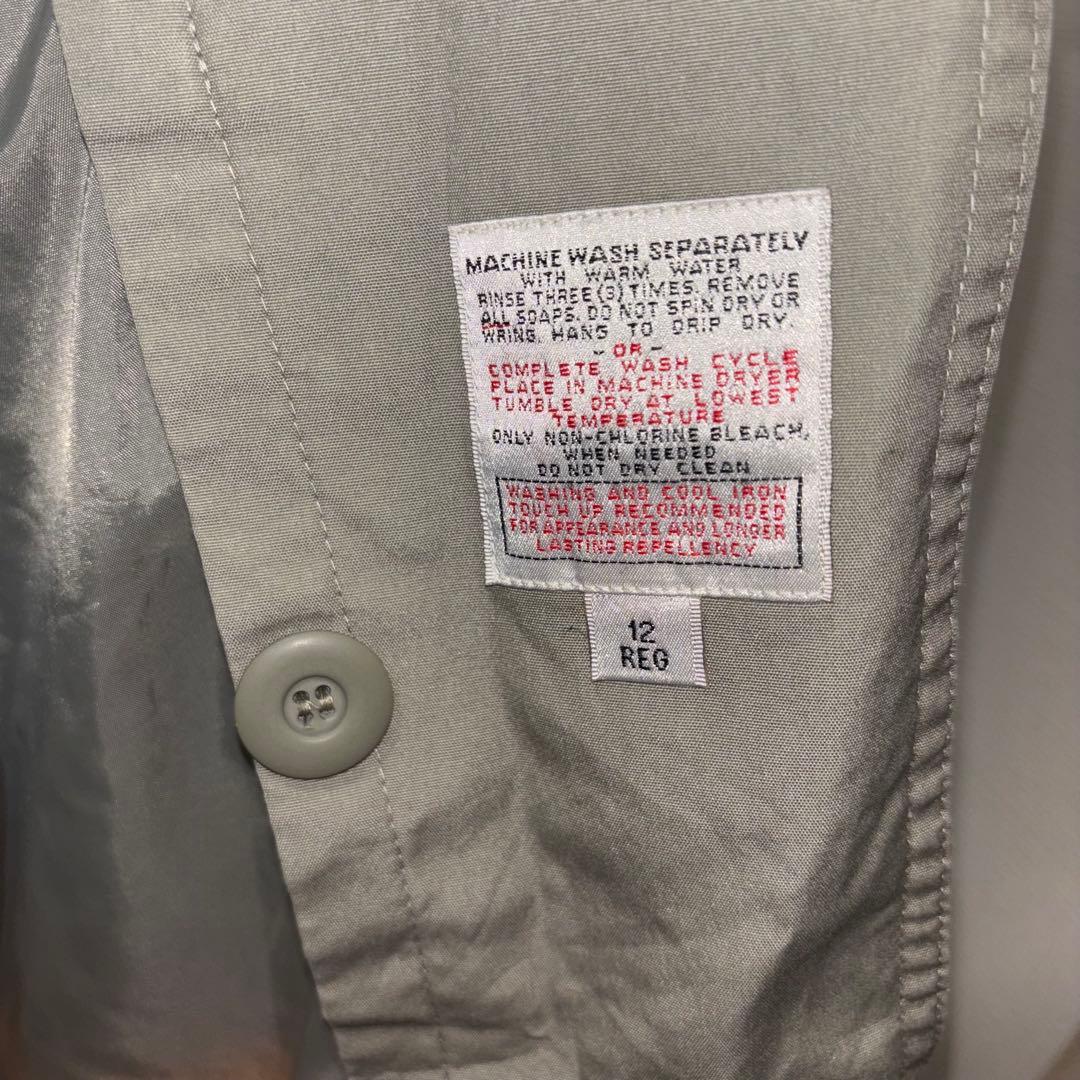 MACHINE WASH SEPARATELY
WITH WARM WATER
RINSE THREE (3) TIMES. REMOVE
ALL SOAPS. DO NOT SPIN DRY OR
WRING. HANG TO DRIP DRY.
- OR -
COMPLETE WASH CYCLE
PLACE IN MACHINE DRYER
TUMBLE DRY AT LOWEST
TEMPERATURE
ONLY NON-CHLORINE BLEACH,
WHEN NEEDED
DO NOT DRY CLEAN
WASHING AND COOL IRON
TOUCH UP RECOMMENDED
FOR APPEARANCE AND LONGER
LASTING REPELLENCY
12
REG